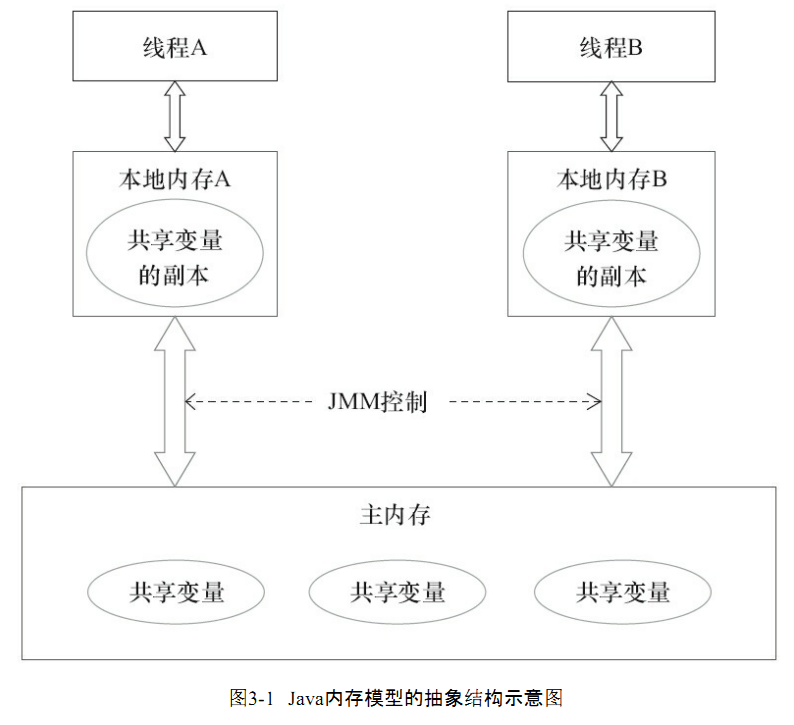 线程A
线程B
本地内存A
本地内存B
共享变量
的副本
共享变量
的副本
JMM控制
主内存
共享变量
共享变量
共享变量
图3-1 Java内存模型的抽象结构示意图